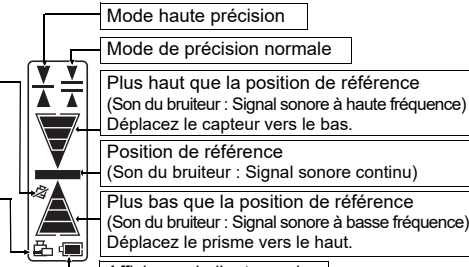 Mode haute précision
Mode de précision normale
Plus haut que la position de référence
(Son du bruiteur : Signal sonore à haute fréquence)
Déplacez le capteur vers le bas.
Position de référence
(Son du bruiteur : Signal sonore continu)
Plus bas que la position de référence
(Son du bruiteur : Signal sonore à basse fréquence)
Déplacez le prisme vers le haut.